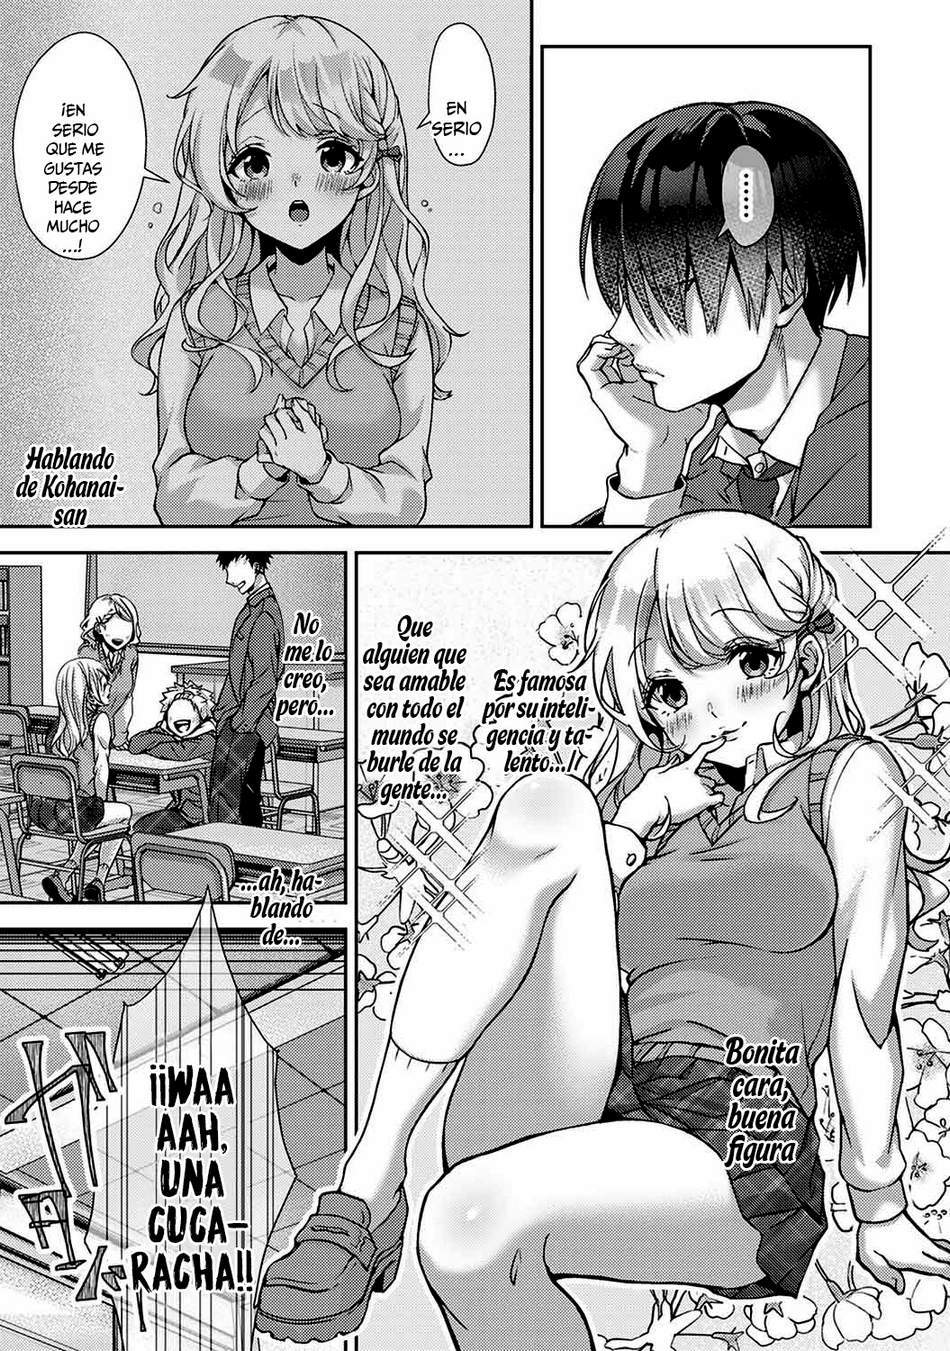 .......
EN
SERIO
...
¡EN
SERIO
QUE ME
GUSTAS
DESDE
HACE
MUCHO
...!
Hablando
de Kohanai-
san
Bonita
cara,
buena
figura
Es famosa
por su inteli-
gencia y ta-
lento...
Que
alguien que
sea amable
con todo el
mundo se
burle de la
gente...
No
me lo
creo,
pero...
...ah, ha-
blando
de...
¡¡WAA
AAH,
UNA
CUCA-
RACHA!!